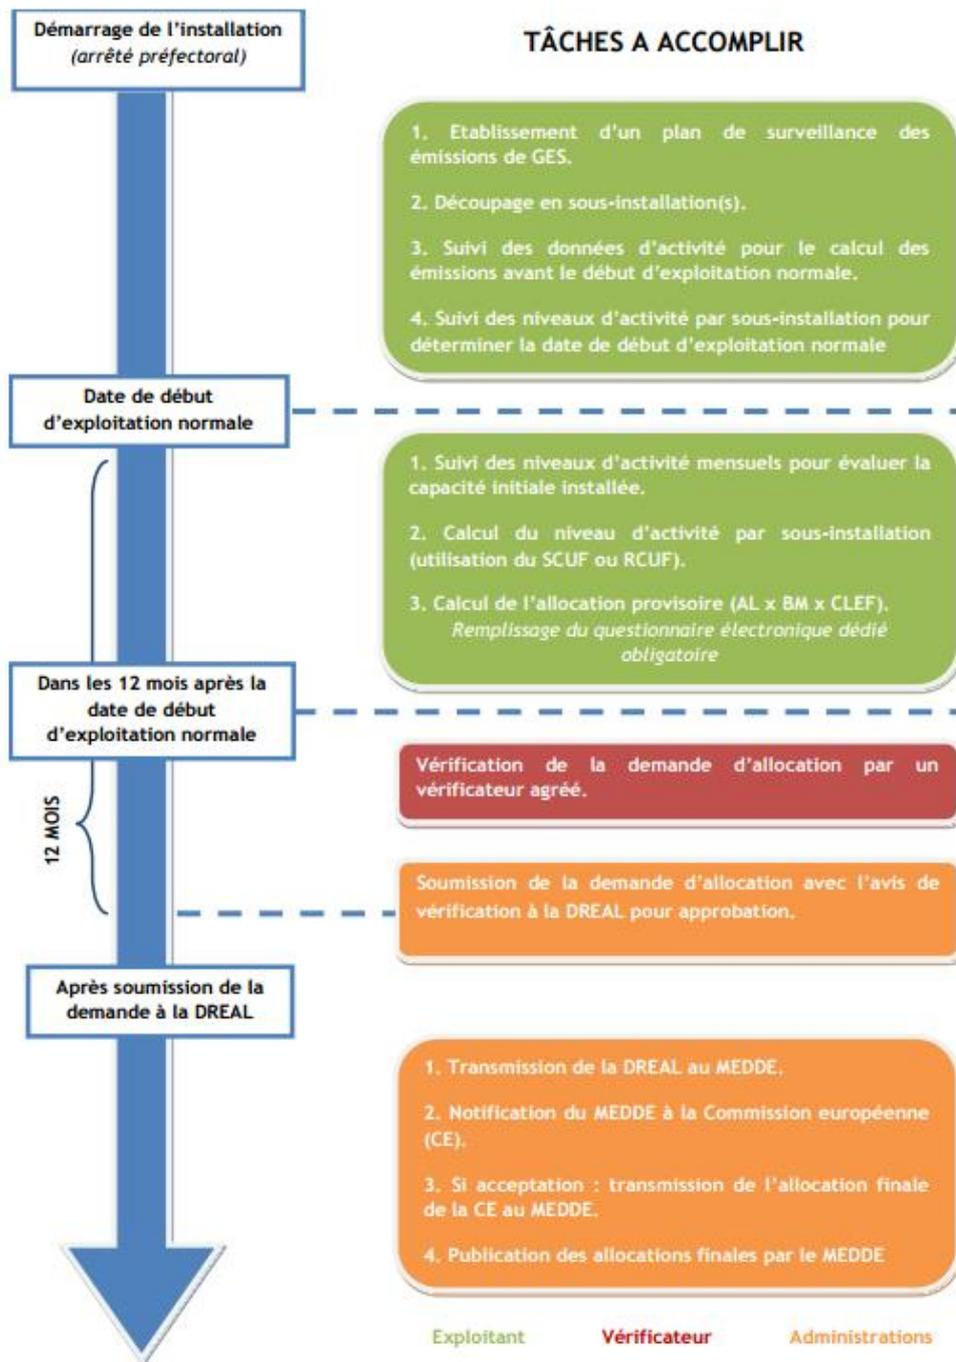 Démarrage de l'installation
(arrêté préfectoral)
TÂCHES A ACCOMPLIR
1. Etablissement d'un plan de surveillance des
émissions de GES.
2. Découpage en sous-installation(s).
3. Suivi des données d'activité pour le calcul des
émissions avant le début d'exploitation normale.
4. Suivi des niveaux d'activité par sous-installation pour
déterminer la date de début d'exploitation normale
Date de début
d'exploitation normale
1. Suivi des niveaux d'activité mensuels pour évaluer la
capacité initiale installée.
2. Calcul du niveau d'activité par sous-installation
(utilisation du SCUF ou RCUF).
3. Calcul de l'allocation provisoire (AL x BM x CLEF).
Remplissage du questionnaire électronique dédié
obligatoire
Dans les 12 mois après la
date de début
d'exploitation normale
Vérification de la demande d'allocation par un
vérificateur agréé.
12 MOIS
Soumission de la demande d'allocation avec l'avis de
vérification à la DREAL pour approbation.
Après soumission de la
demande à la DREAL
1. Transmission de la DREAL au MEDDE.
2. Notification du MEDDE à la Commission européenne
(CE).
3. Si acceptation : transmission de l'allocation finale
de la CE au MEDDE.
4. Publication des allocations finales par le MEDDE
Exploitant
Vérificateur
Administrations